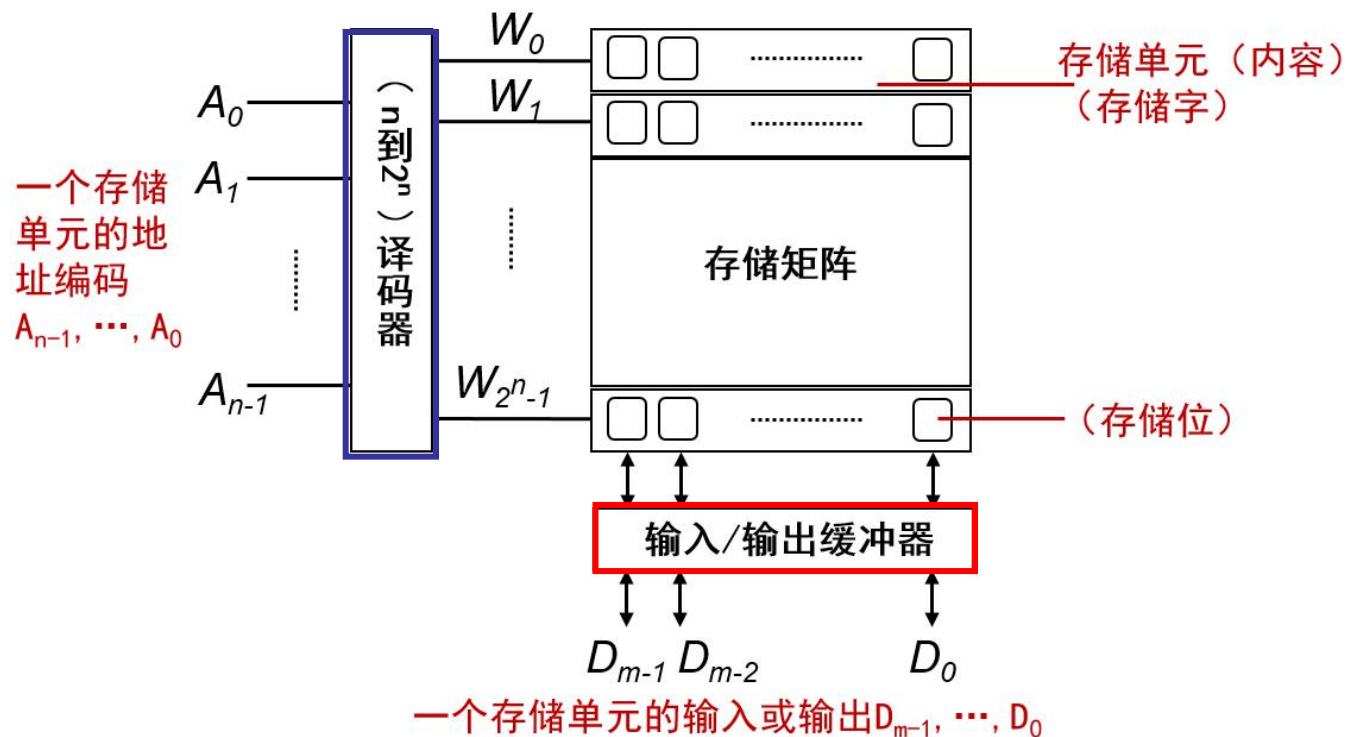 W₀
存储单元（内容）
（存储字）
A₀
W₁
（n到2ⁿ）译码器
A₁
一个存储
单元的地
址编码
Aₙ₋₁, …, A₀
存储矩阵
Aₙ₋₁
W₂ⁿ₋₁
（存储位）
输入/输出缓冲器
Dₘ₋₁ Dₘ₋₂ D₀
一个存储单元的输入或输出Dₘ₋₁, …, D₀